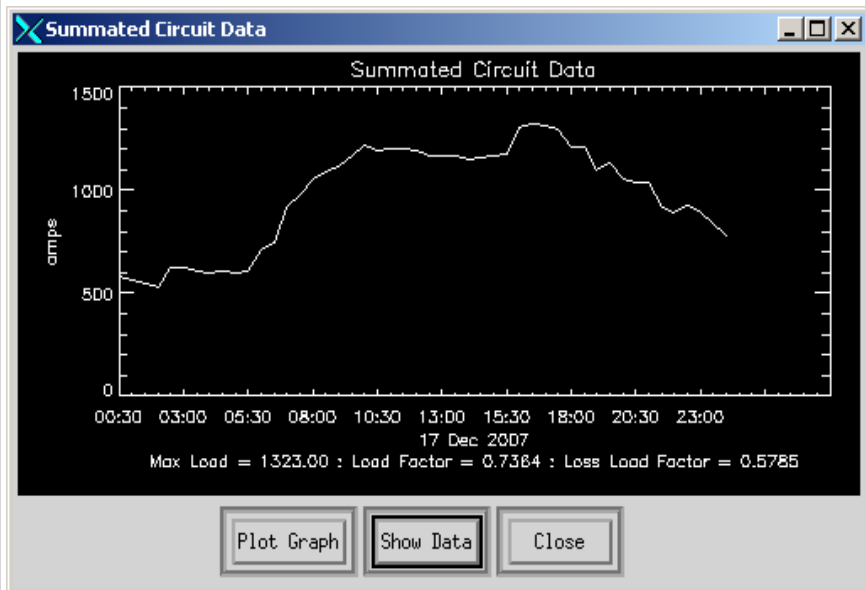 Summated Circuit Data
Summated Circuit Data
1500
1000
500
0
amps
00:30 03:00 05:30 08:00 10:30 13:00 15:30 18:00 20:30 23:00
17 Dec 2007
Max Load = 1323.00 : Load Factor = 0.7364 : Loss Load Factor = 0.5785
Plot Graph Show Data Close